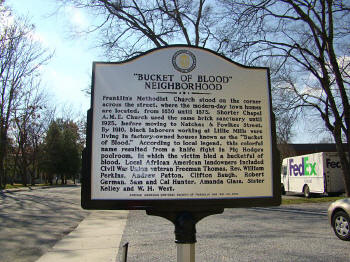 "BUCKET OF BLOOD"
NEIGHBORHOOD
Franklin's Methodist Church stood on the corner
across the street, where the modern-day town homes
are located, from 1830 until 1875. Shorter Chapel
A.M.E. Church used the same brick sanctuary until
1925, before moving to Natchez & Fowlkes Street.
By 1910, black laborers working at Lillie Mills were
living in factory-owned houses known as the "Bucket
of Blood." According to local legend, this colorful
name resulted from a knife fight in Pig Hodges
poolroom, in which the victim bled a bucketful of
blood. Local African American landowners included
Civil War Union veteran Freeman Thomas, Rev. William
Perkins, Andrew Patton, Clifton Baugh, Robert
German, Sam and Cal Hunter, Amanda Glass, Sister
Kelley and W. H. West.
FedEx